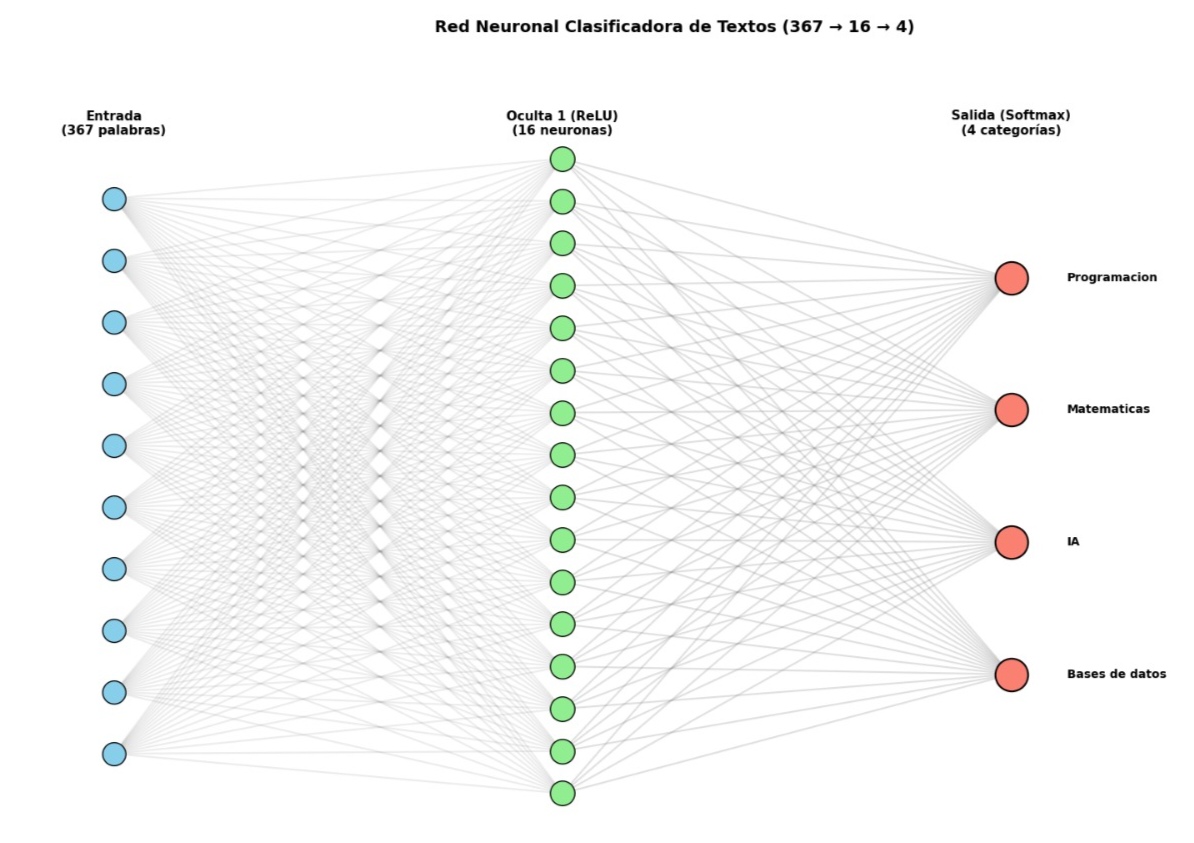 Red Neuronal Clasificadora de Textos (367 → 16 → 4)
Entrada
(367 palabras)
Oculta 1 (ReLU)
(16 neuronas)
Salida (Softmax)
(4 categorías)
Programacion
Matematicas
IA
Bases de datos